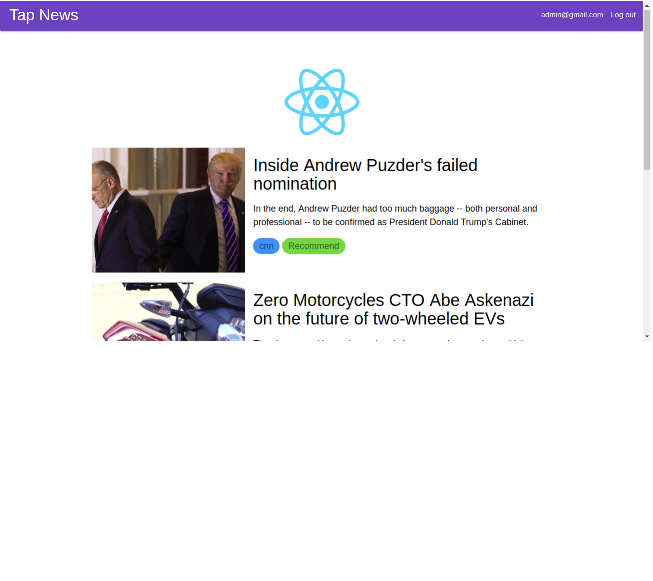 Tap News
admin@gmail.com Log out
Inside Andrew Puzder's failed
nomination
In the end, Andrew Puzder had too much baggage -- both personal and
professional -- to be confirmed as President Donald Trump's Cabinet.
cnn Recommend
Zero Motorcycles CTO Abe Askenazi
on the future of two-wheeled EVs